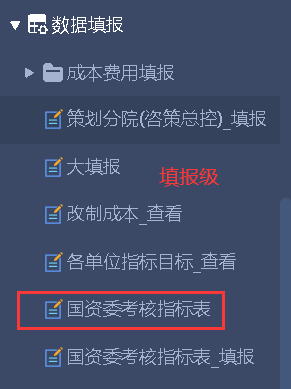 数据填报
成本费用填报
策划分院(咨策总控)_填报
大填报
填报级
改制成本_查看
各单位指标目标_查看
国资委考核指标表
国资委考核指标表_填报